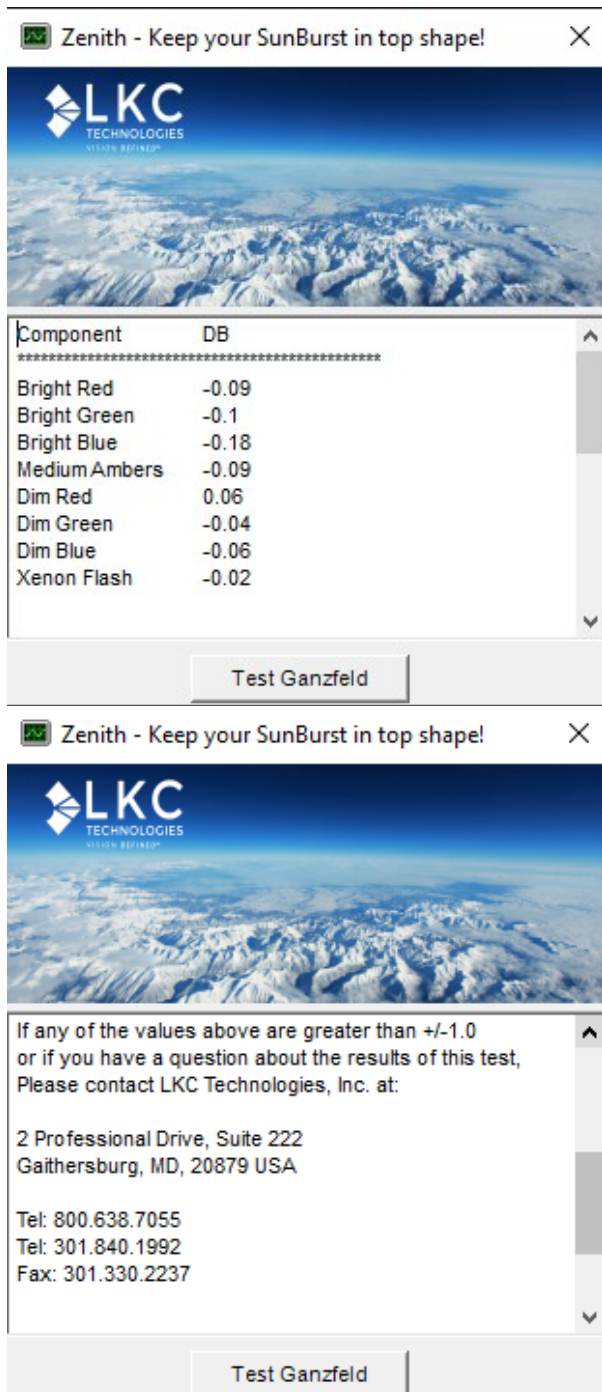 Zenith - Keep your SunBurst in top shape!
LKC
TECHNOLOGIES
VISION DEFINED™
Component DB
***********************************************
Bright Red -0.09
Bright Green -0.1
Bright Blue -0.18
Medium Ambers -0.09
Dim Red 0.06
Dim Green -0.04
Dim Blue -0.06
Xenon Flash -0.02
Test Ganzfeld
Zenith - Keep your SunBurst in top shape!
LKC
TECHNOLOGIES
VISION DEFINED™
If any of the values above are greater than +/-1.0
or if you have a question about the results of this test,
Please contact LKC Technologies, Inc. at:
2 Professional Drive, Suite 222
Gaithersburg, MD, 20879 USA
Tel: 800.638.7055
Tel: 301.840.1992
Fax: 301.330.2237
Test Ganzfeld